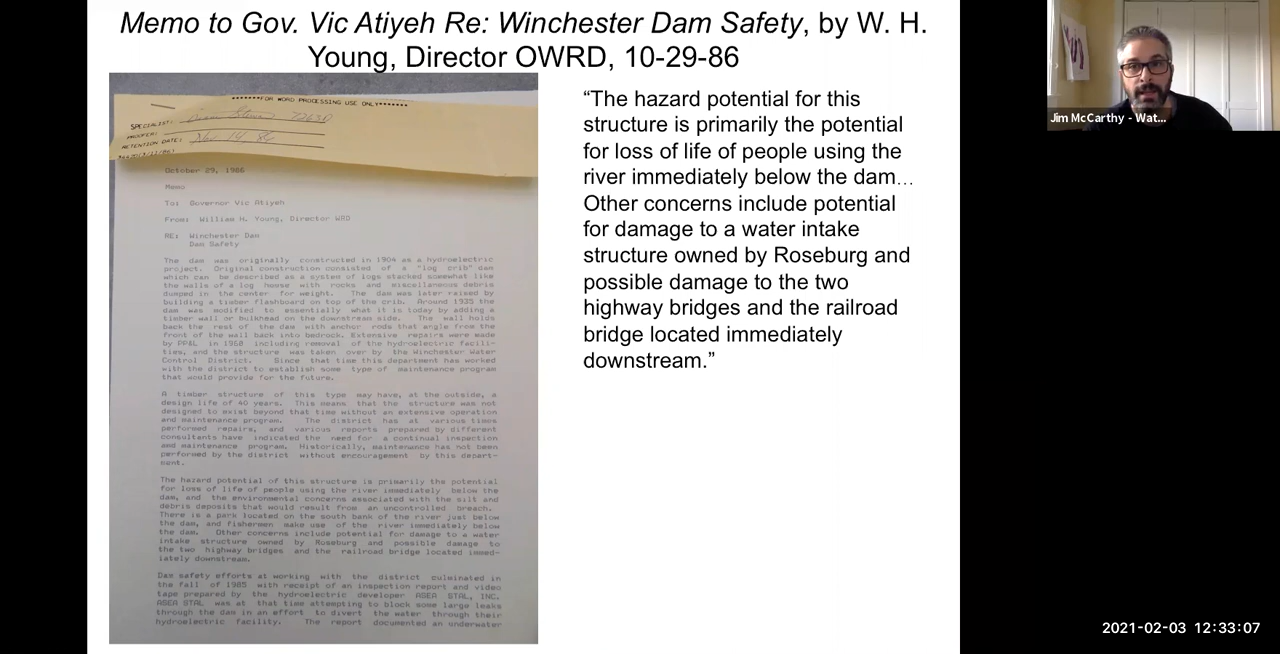 Memo to Gov. Vic Atiyeh Re: Winchester Dam Safety, by W. H.
Young, Director OWRD, 10-29-86
*******FOR WORD PROCESSING USE ONLY*******
SPECIALIST:
PROOFER:
RETENTION DATE: Nov 14, 86
October 29, 1986
Memo
To: Governor Vic Atiyeh
From: William H. Young, Director WRD
RE: Winchester Dam
Dam Safety
The dam was originally constructed in 1904 as a hydroelectric
project. Original construction consisted of a "log crib" dam
which can be described as a system of logs stacked somewhat like
the walls of a log house with rocks and miscellaneous debris
dumped in the center for weight. The dam was later raised by
building a timber flashboard on top of the crib. Around 1935 the
dam was modified to essentially what it is today by adding a
timber wall or bulkhead on the downstream side. The wall holds
back the rest of the dam with anchor rods that angle from the
front of the wall back into bedrock. Extensive repairs were made
by PP&L in 1968 including removal of the hydroelectric facili-
ties, and the structure was taken over by the Winchester Water
Control District. Since that time this department has worked
with the district to establish some type of maintenance program
that would provide for the future.
A timber structure of this type may have, at the outside, a
design life of 40 years. This means that the structure was not
designed to exist beyond that time without an extensive operation
and maintenance program. The district has at various times
performed repairs, and various reports prepared by different
consultants have indicated the need for a continual inspection
and maintenance program. Historically, maintenance has not been
performed by the district without encouragement by this depart-
ment.
The hazard potential of this structure is primarily the potential
for loss of life of people using the river immediately below the
dam, and the environmental concerns associated with the silt and
debris deposits that would result from an uncontrolled breach.
There is a park located on the south bank of the river just below
the dam, and fishermen make use of the river immediately below
the dam. Other concerns include potential for damage to a water
intake structure owned by Roseburg and possible damage to
the two highway bridges and the railroad bridge located immed-
iately downstream.
Dam safety efforts at working with the district culminated in
the fall of 1985 with receipt of an inspection report and video
tape prepared by the hydroelectric developer ASEA STAL, INC.
ASEA STAL was at that time attempting to block some large leaks
through the dam in an effort to divert the water through their
hydroelectric facility. The report documented an underwater
“The hazard potential for this
structure is primarily the potential
for loss of life of people using the
river immediately below the dam…
Other concerns include potential
for damage to a water intake
structure owned by Roseburg and
possible damage to the two
highway bridges and the railroad
bridge located immediately
downstream.”
Jim McCarthy - Wat...
2021-02-03 12:33:07